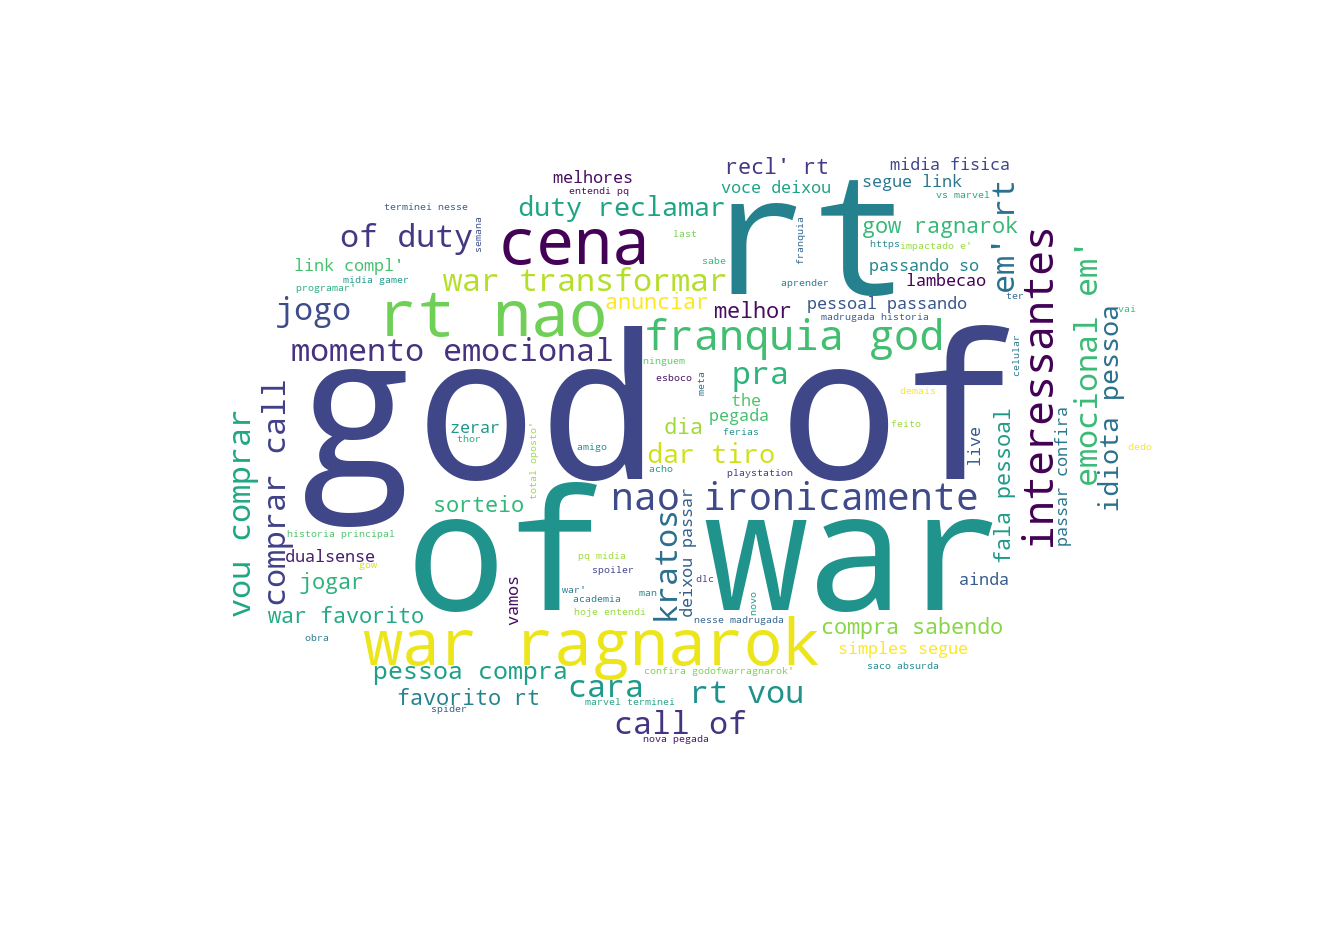 recl' rt
midia fisica
melhores
voce deixou
segue link
entendi pq
vs marvel
terminei nesse
duty reclamar
rt
of duty
semana
cena
last
franquia
gow ragnarok
https
impactado e'
link compl'
sabe
passando so
em' rt
midia gamer
war transformar
aprender
lambecao
programar'
jogo
rt nao
anunciar
melhor
pessoal passando
ter
madrugada historia
vai
interessantes
emocional em'
idiota pessoa
momento emocional
franquia god
ninguem
celular
esboco
meta
pra
demais
god of
the
pegada
vou comprar
comprar call
zerar
thor
total oposto'
amigo
dia
ferias
feito
live
fala pessoal
passar confira
dedo
dar tiro
acho
playstation
nao ironicamente
sorteio
of war
kratos
deixou passar
historia principal
dualsense
gow
jogar
pq midia
spoiler
dlc
ainda
vamos
war'
academia
man
novo
war favorito
hoje entendi
nesse madrugada
compra sabendo
obra
war ragnarok
simples segue
saco absurda
pessoa compra
confira godofwarragnarok'
cara
rt vou
favorito rt
marvel terminei
spider
call of
nova pegada